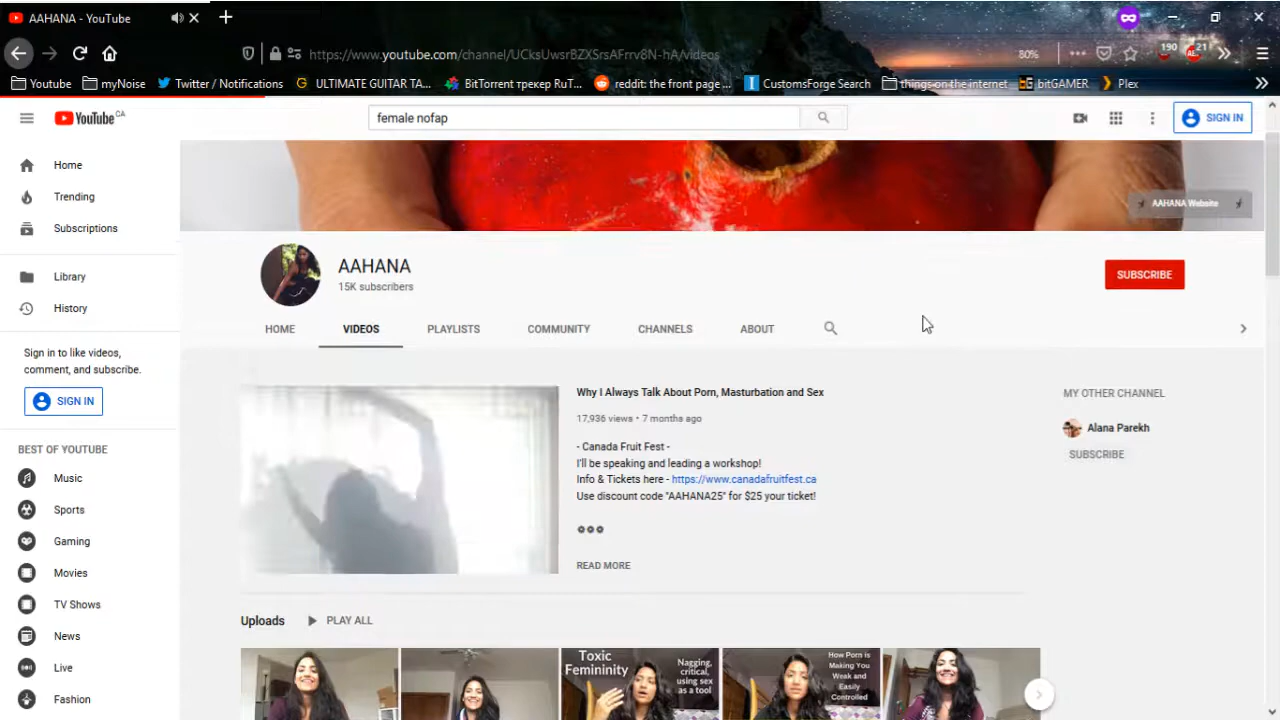 AAHANA - YouTube
https://www.youtube.com/channel/UCksUwsrBZXSrsAFrrv8N-hA/videos
80%
190
21
Youtube
myNoise
Twitter / Notifications
ULTIMATE GUITAR TA...
BitTorrent трекер RuT...
reddit: the front page ...
CustomsForge Search
things on the internet
bitGAMER
Plex
YouTube CA
female nofap
SIGN IN
Home
Trending
Subscriptions
Library
History
Sign in to like videos,
comment, and subscribe.
SIGN IN
BEST OF YOUTUBE
Music
Sports
Gaming
Movies
TV Shows
News
Live
Fashion
AAHANA Website
AAHANA
15K subscribers
SUBSCRIBE
HOME
VIDEOS
PLAYLISTS
COMMUNITY
CHANNELS
ABOUT
Why I Always Talk About Porn, Masturbation and Sex
17,936 views • 7 months ago
- Canada Fruit Fest -
I'll be speaking and leading a workshop!
Info & Tickets here - https://www.canadafruitfest.ca
Use discount code "AAHANA25" for $25 your ticket!
READ MORE
MY OTHER CHANNEL
Alana Parekh
SUBSCRIBE
Uploads
PLAY ALL
Toxic
Femininity
Nagging,
critical,
using sex
as a tool
How Porn is
Making You
Weak and
Easily
Controlled